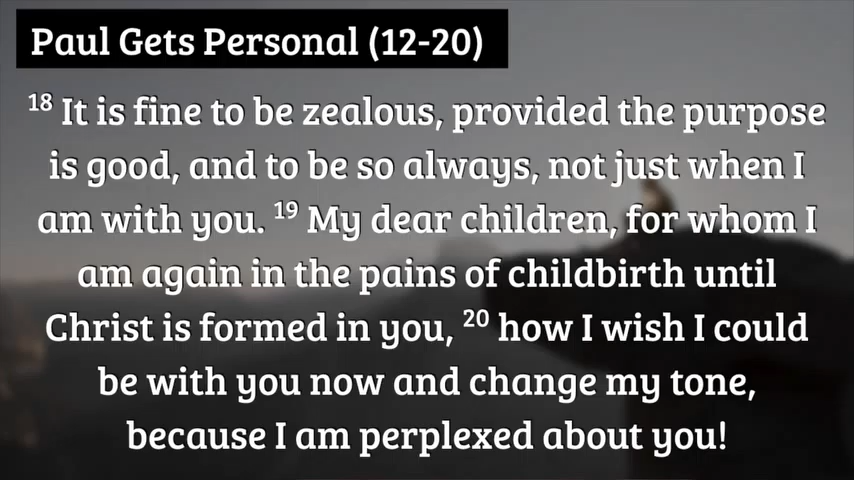 Paul Gets Personal (12-20)
18 It is fine to be zealous, provided the purpose
is good, and to be so always, not just when I
am with you. 19 My dear children, for whom I
am again in the pains of childbirth until
Christ is formed in you, 20 how I wish I could
be with you now and change my tone,
because I am perplexed about you!